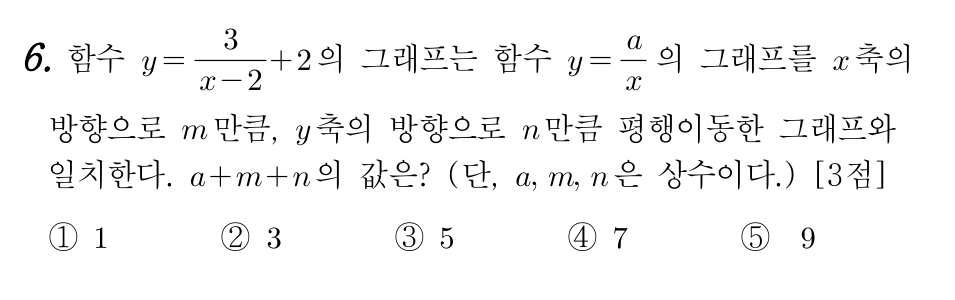 6. 함수 $y=\frac{3}{x-2}+2$의 그래프는 함수 $y=\frac{a}{x}$의 그래프를 $x$축의
방향으로 $m$만큼, $y$축의 방향으로 $n$만큼 평행이동한 그래프와
일치한다. $a+m+n$의 값은? (단, $a$, $m$, $n$은 상수이다.) [3점]
① 1 ② 3 ③ 5 ④ 7 ⑤ 9